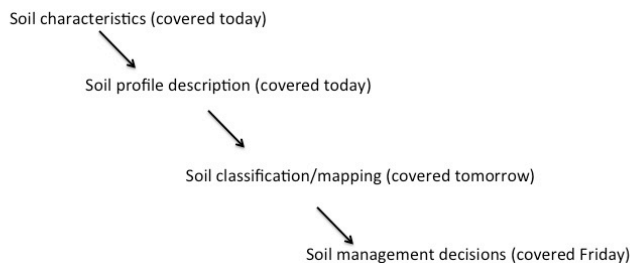 Soil characteristics (covered today)
Soil profile description (covered today)
Soil classification/mapping (covered tomorrow)
Soil management decisions (covered Friday)